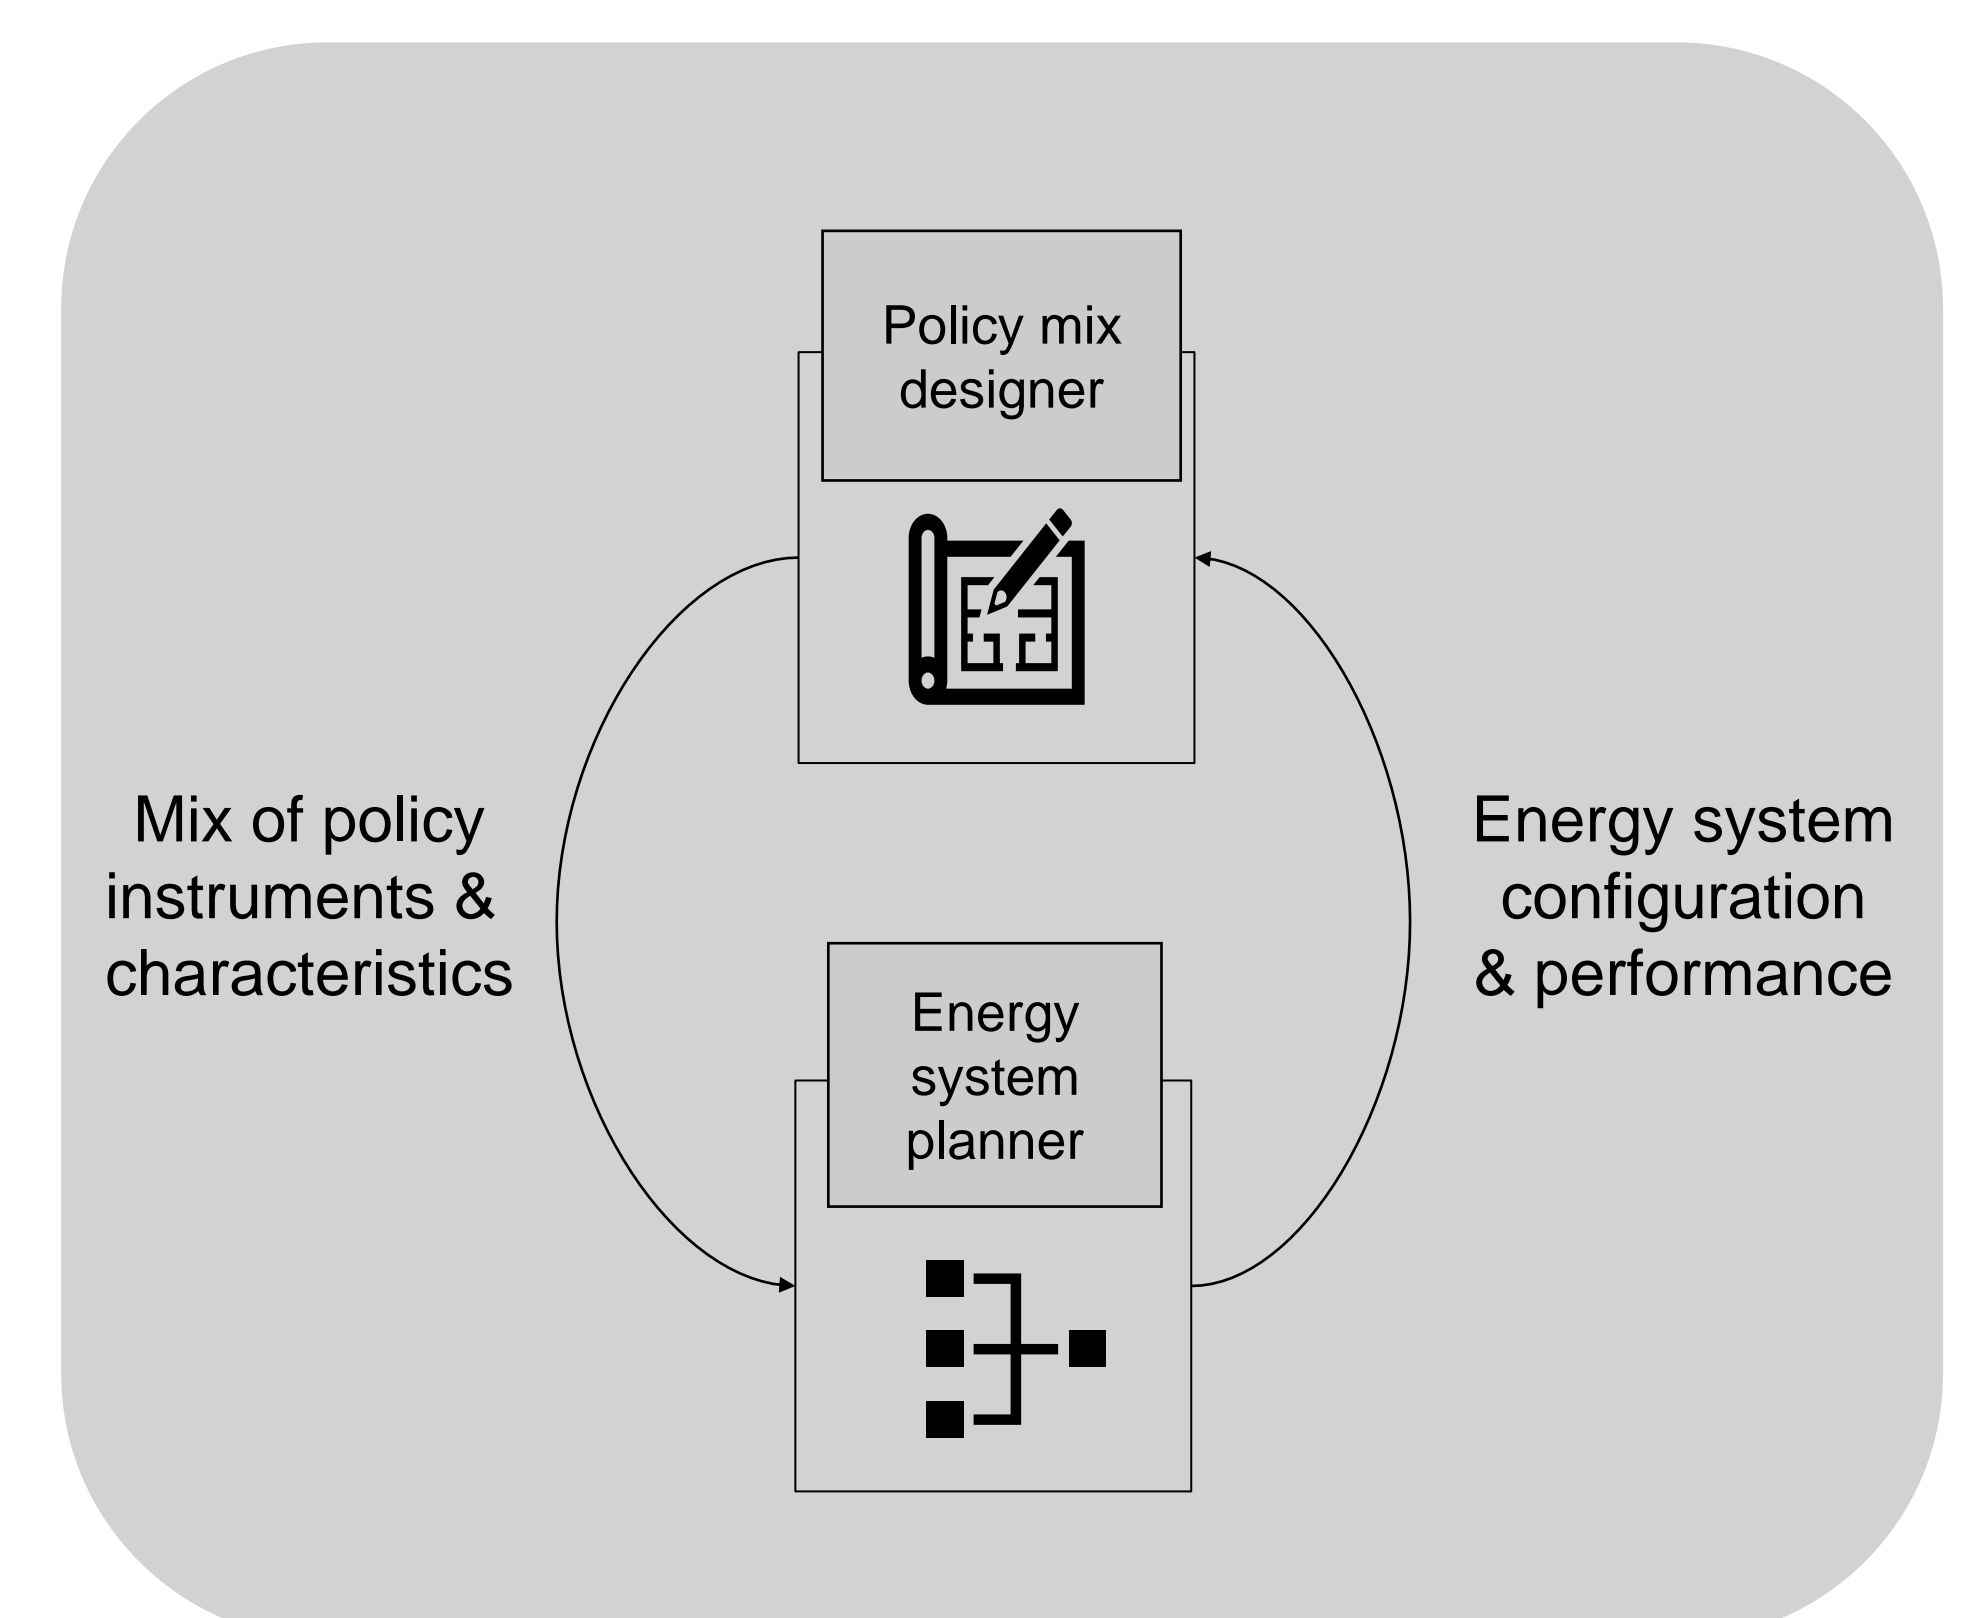 Policy mix
designer
Mix of policy
instruments &
characteristics
Energy system
configuration
& performance
Energy
system
planner